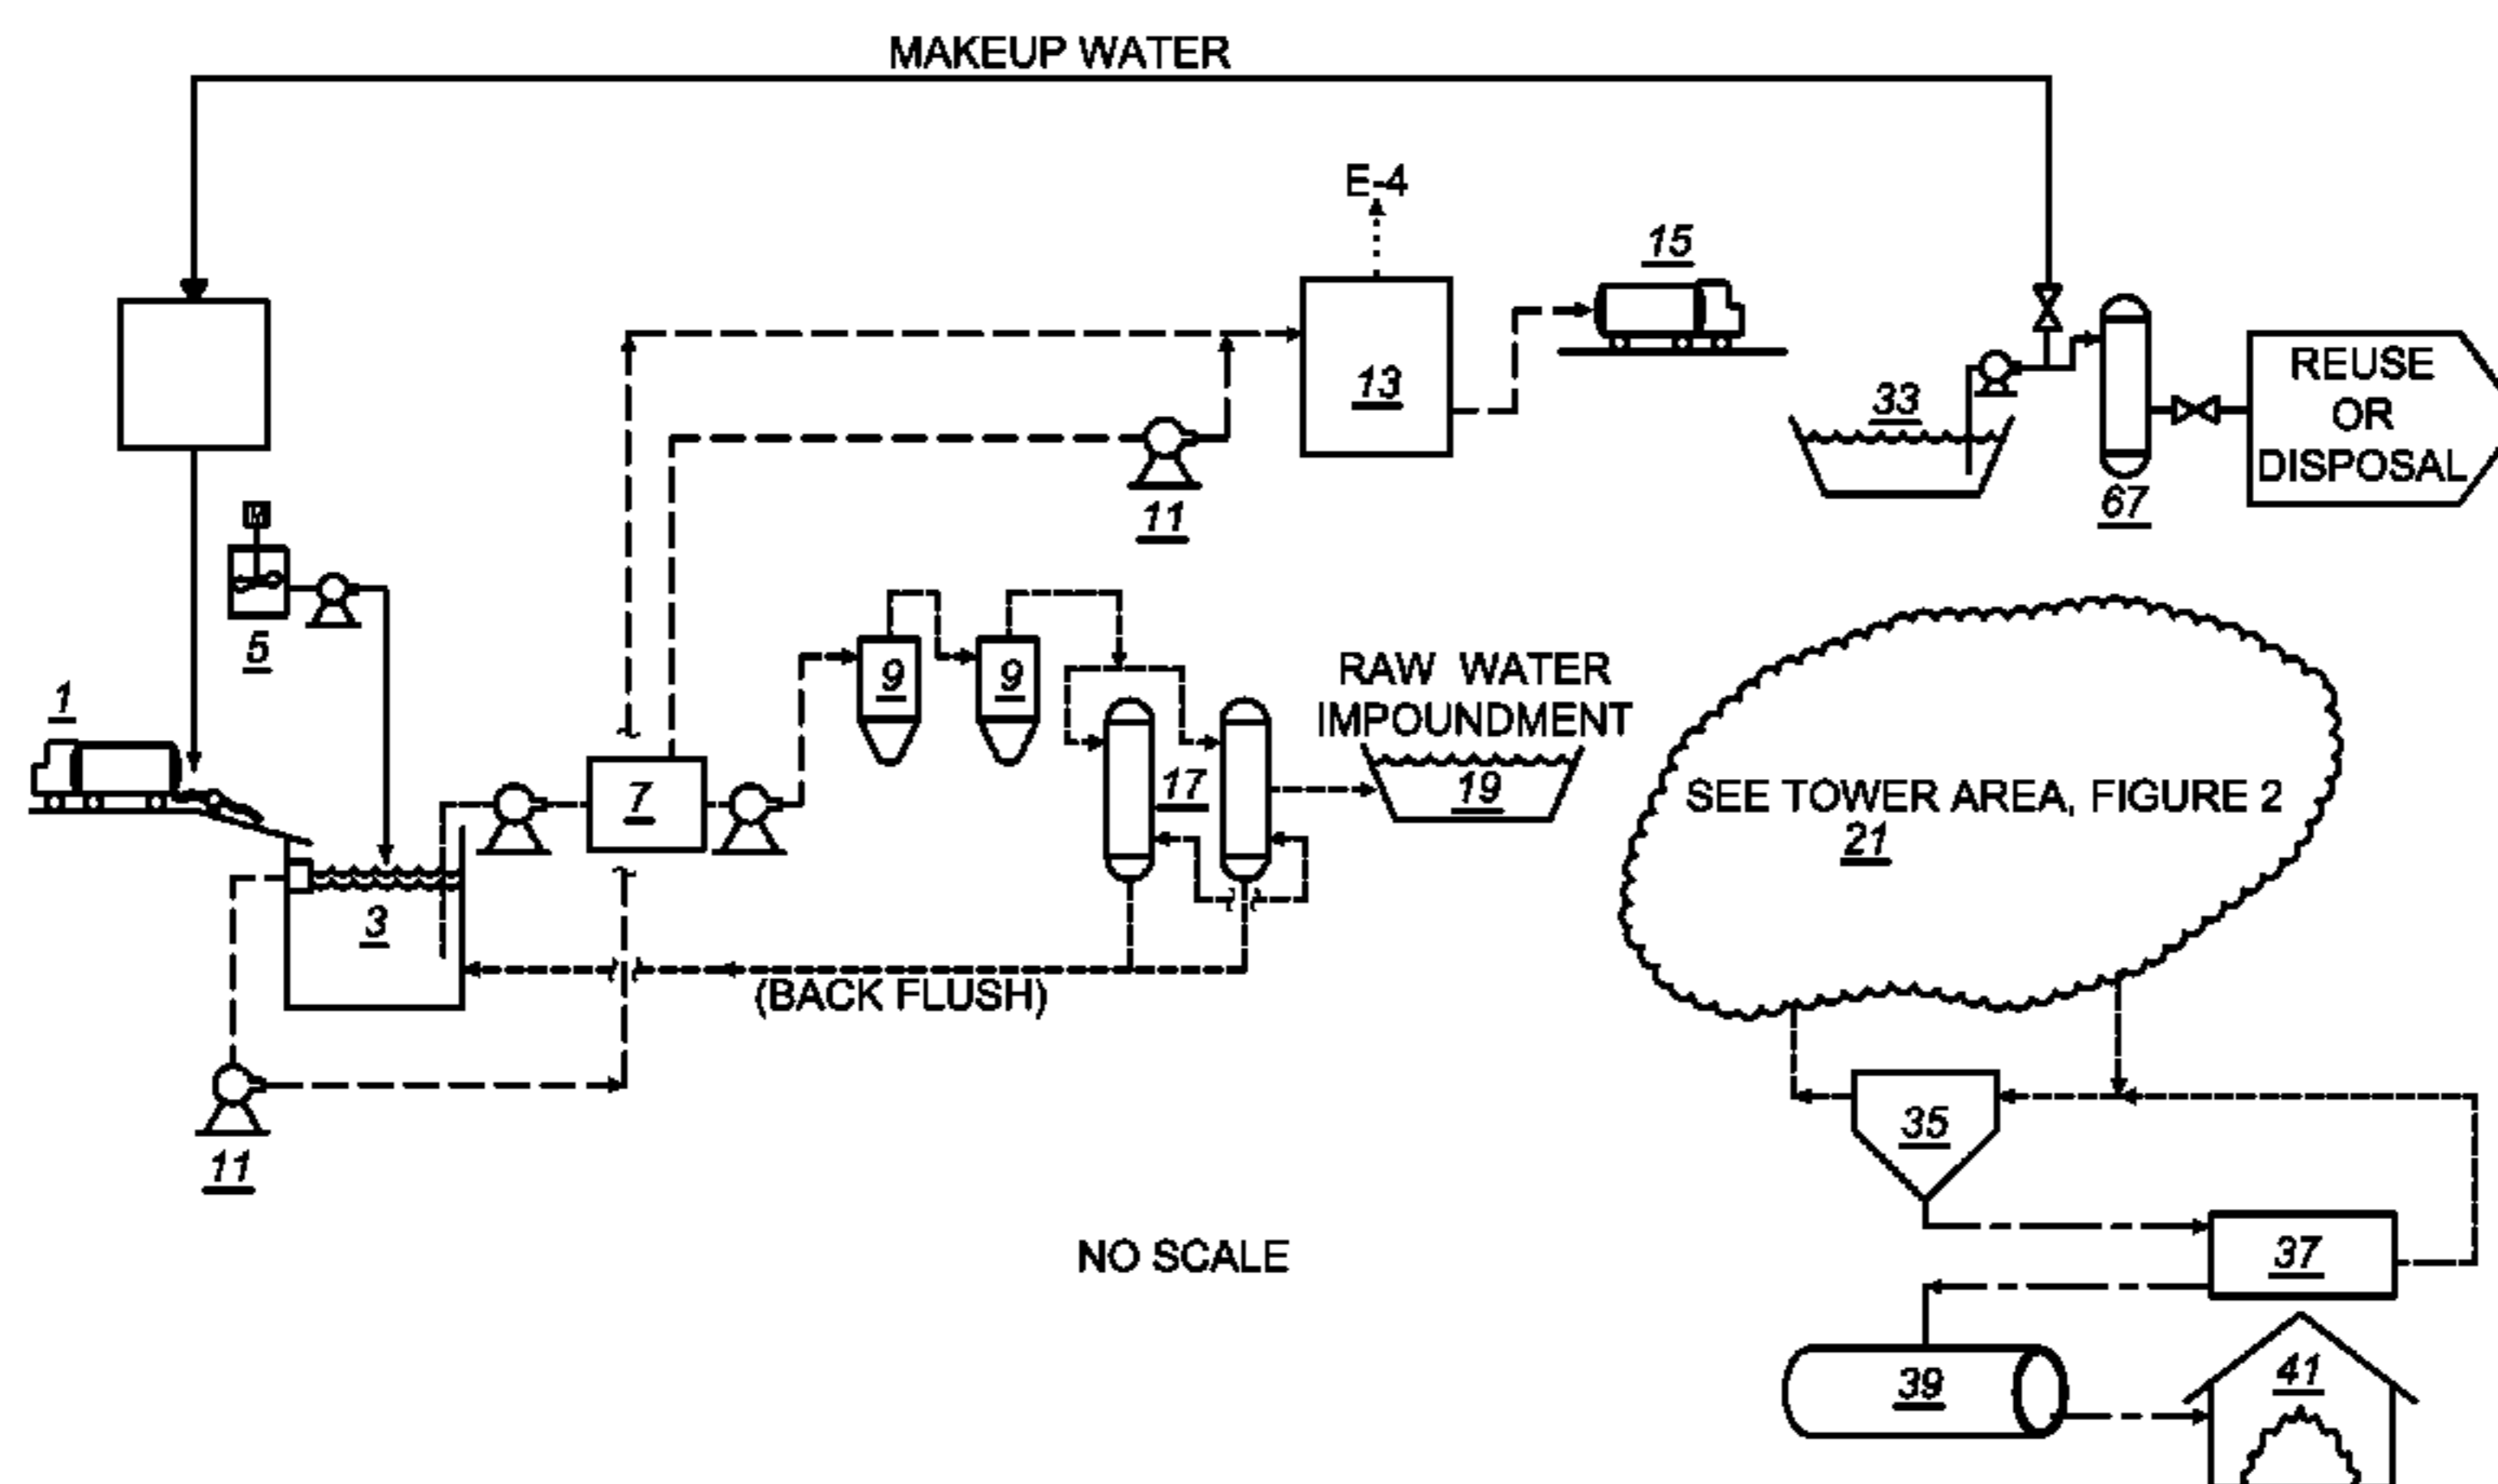 MAKEUP WATER
E-4
15
13
33
REUSE
OR
DISPOSAL
67
11
M
5
1
9
9
RAW WATER
IMPOUNDMENT
7
17
19
SEE TOWER AREA, FIGURE 2
21
3
(BACK FLUSH)
11
35
NO SCALE
37
39
41